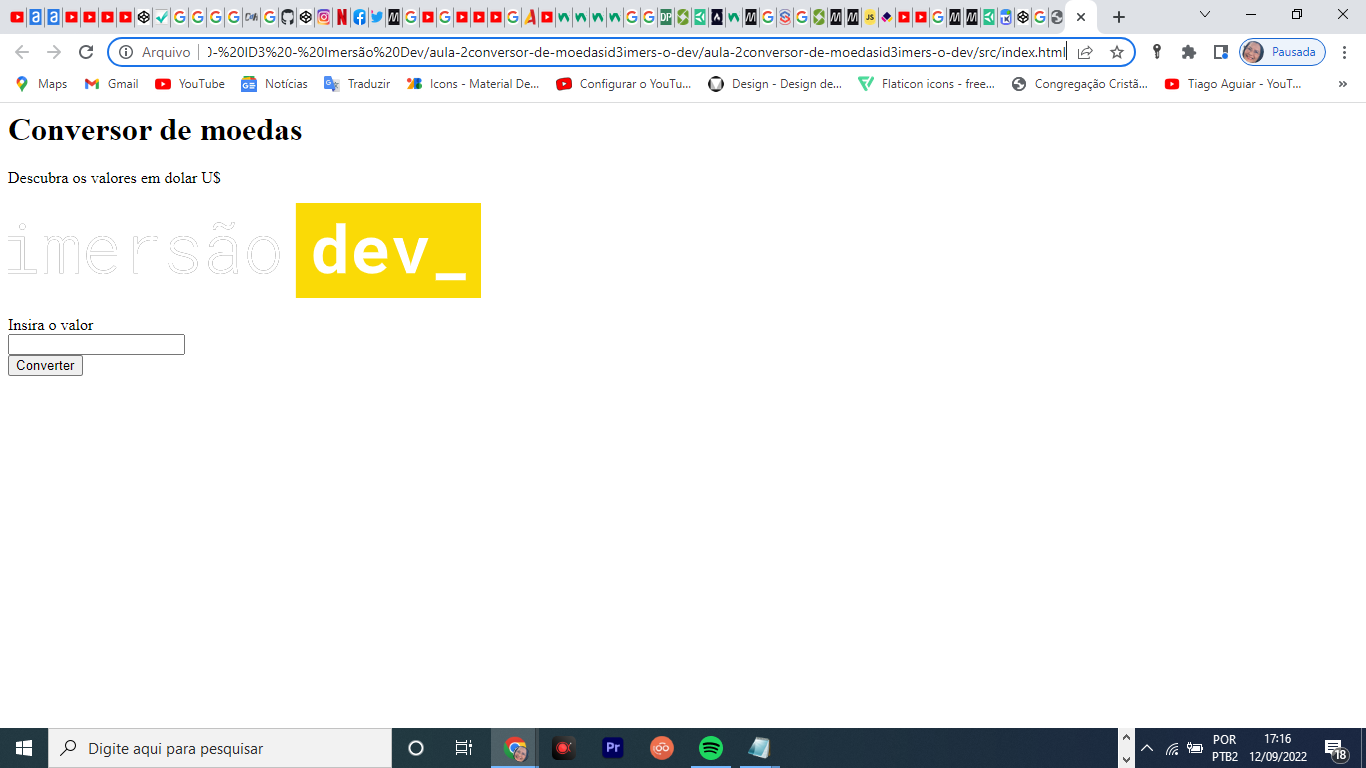 Arquivo
)-%20ID3%20-%20Imersão%20Dev/aula-2conversor-de-moedasid3imers-o-dev/aula-2conversor-de-moedasid3imers-o-dev/src/index.html
Pausada
Maps
Gmail
YouTube
Notícias
Traduzir
Icons - Material De...
Configurar o YouTu...
Design - Design de...
Flaticon icons - free...
Congregação Cristã...
Tiago Aguiar - YouT...
»
Conversor de moedas
Descubra os valores em dolar U$
imersão dev_
Insira o valor
Converter
Digite aqui para pesquisar
Pr
POR
PTB2
17:16
12/09/2022
18